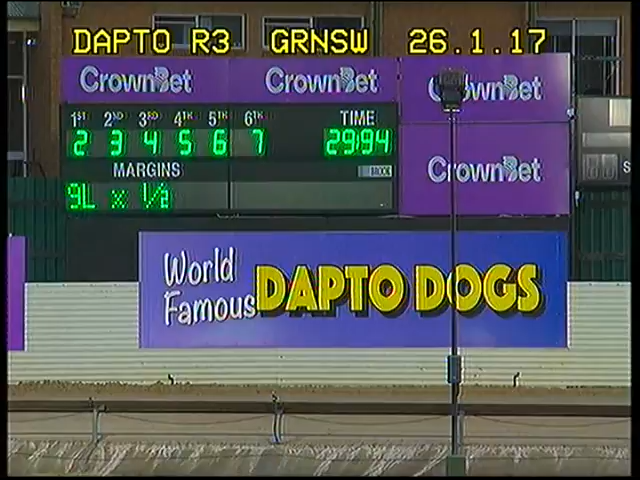 DAPTO R3 GRNSW 26.1.17
CrownBet CrownBet CrownBet
1ST 2ND 3RD 4TH 5TH 6TH TIME
2 3 4 5 6 7 29:94
CrownBet
MARGINS
9L x 1/2
World
Famous DAPTO DOGS